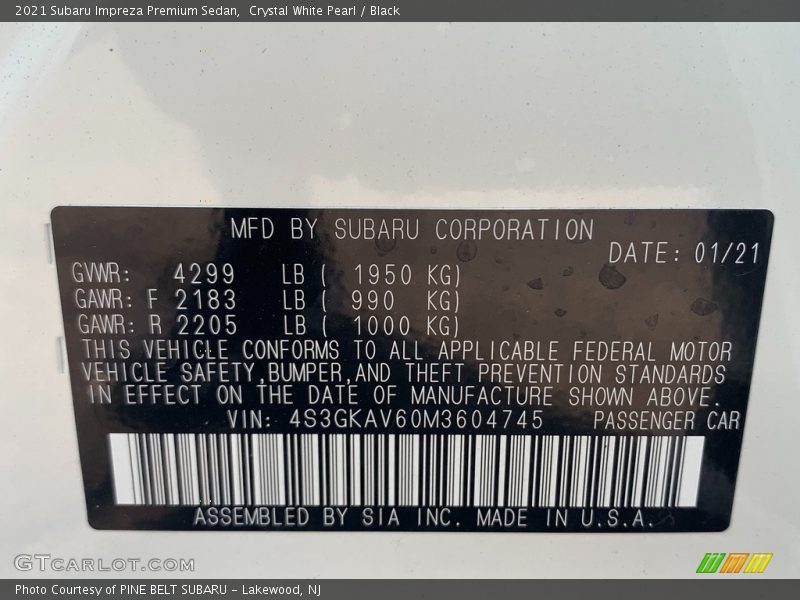 2021 Subaru Impreza Premium Sedan,  Crystal White Pearl / Black
MFD BY SUBARU CORPORATION
DATE: 01/21
GVWR: 4299 LB ( 1950 KG)
GAWR: F 2183 LB ( 990 KG)
GAWR: R 2205 LB ( 1000 KG)
THIS VEHICLE CONFORMS TO ALL APPLICABLE FEDERAL MOTOR
VEHICLE SAFETY,BUMPER,AND THEFT PREVENTION STANDARDS
IN EFFECT ON THE DATE OF MANUFACTURE SHOWN ABOVE.
VIN: 4S3GKAV60M3604745 PASSENGER CAR
ASSEMBLED BY SIA INC. MADE IN U.S.A.
GTCARLOT.COM
Photo Courtesy of PINE BELT SUBARU – Lakewood, NJ